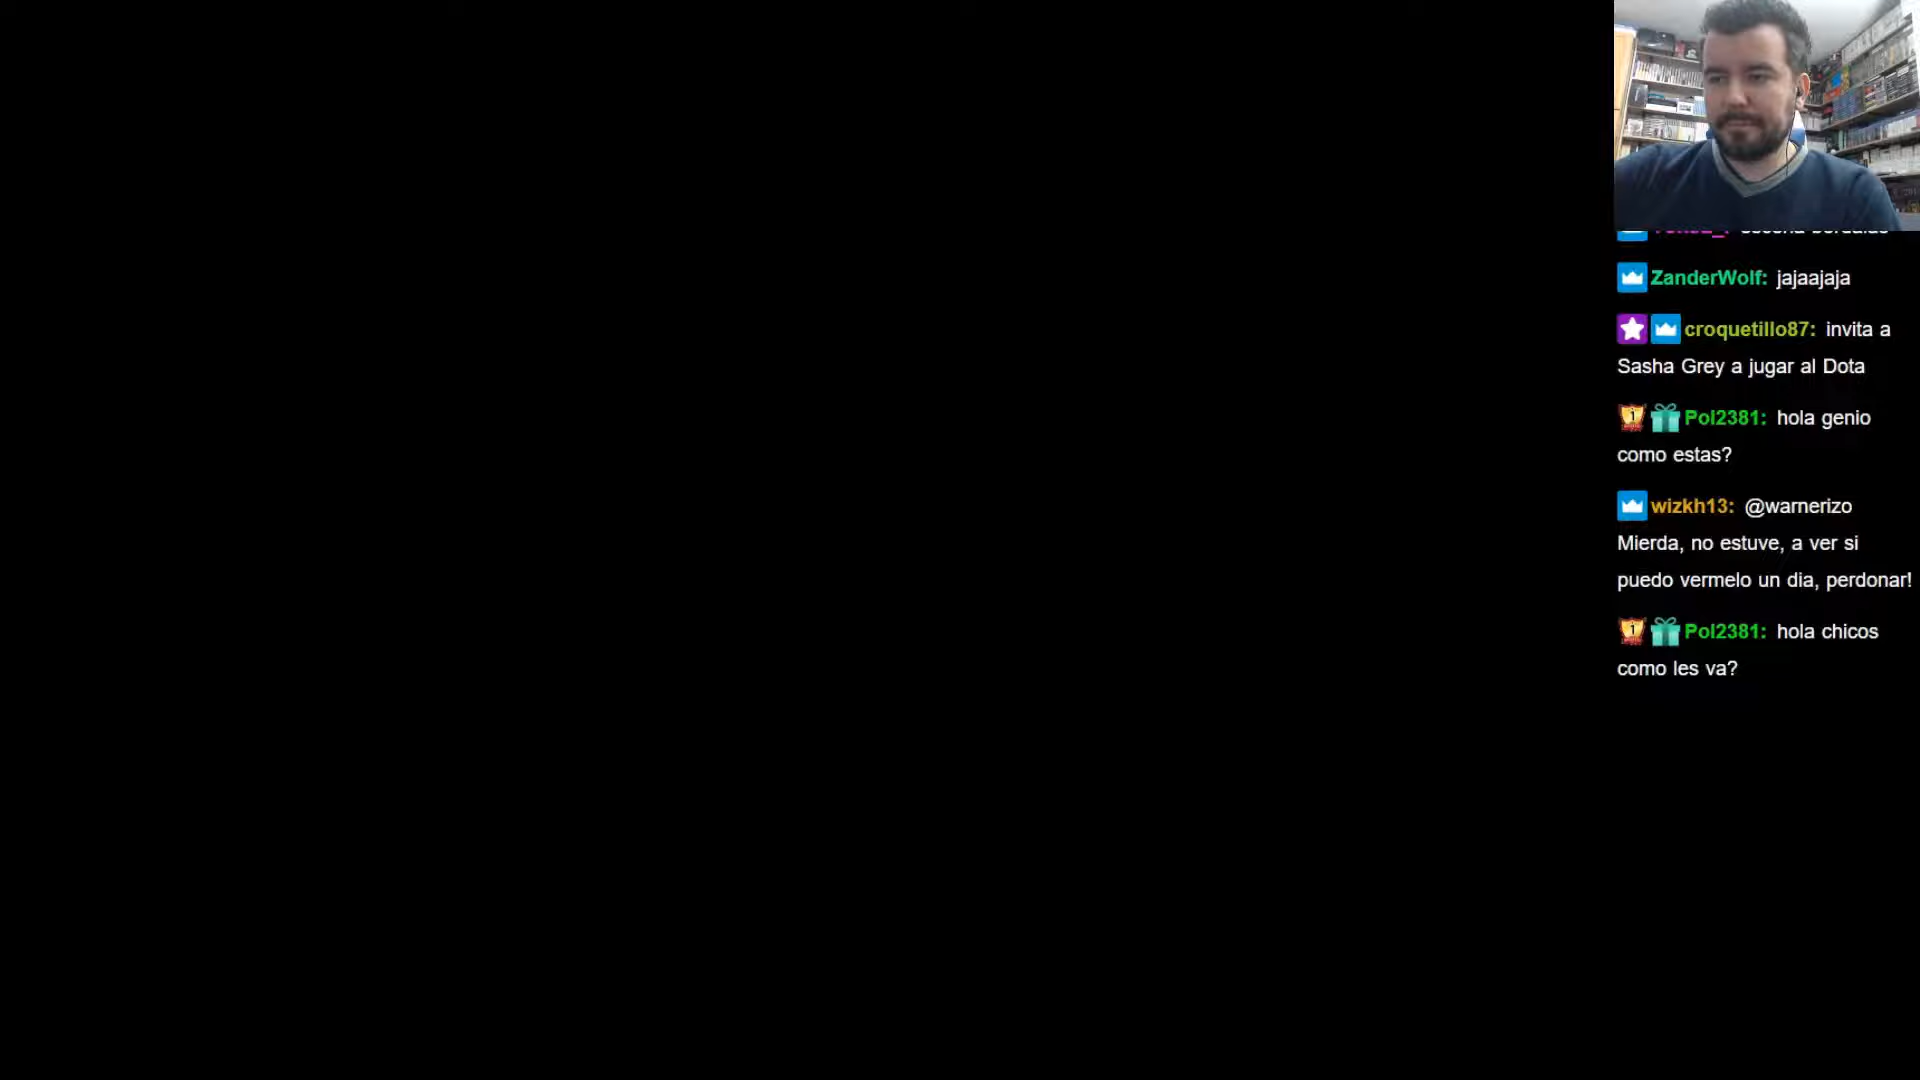 ZanderWolf: jajaajaja
croquetillo87: invita a
Sasha Grey a jugar al Dota
Pol2381: hola genio
como estas?
wizkh13: @warnerizo
Mierda, no estuve, a ver si
puedo vermelo un dia, perdonar!
Pol2381: hola chicos
como les va?